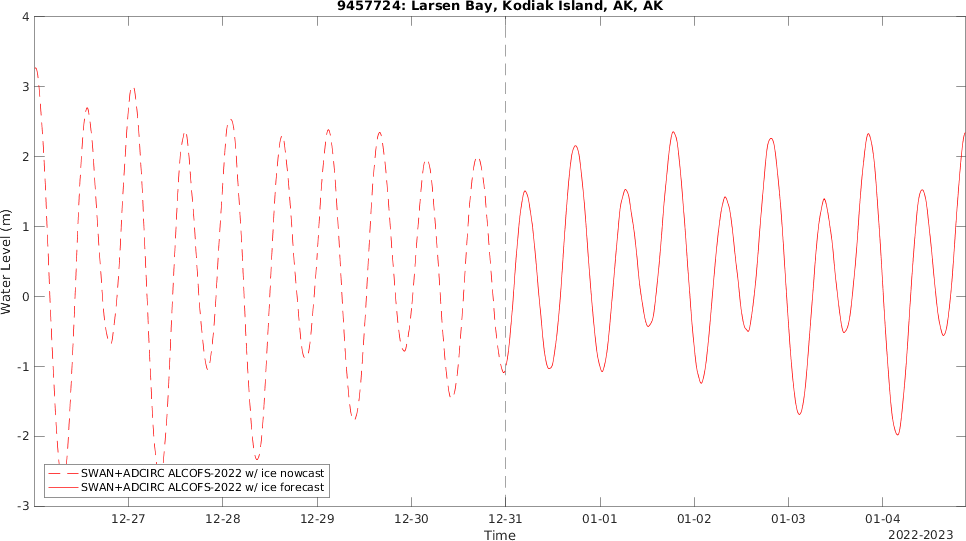 9457724: Larsen Bay, Kodiak Island, AK, AK
4
3
2
1
0
-1
-2
-3
Water Level (m)
SWAN+ADCIRC ALCOFS-2022 w/ ice nowcast
SWAN+ADCIRC ALCOFS-2022 w/ ice forecast
12-27 12-28 12-29 12-30 12-31 01-01 01-02 01-03 01-04
Time
2022-2023